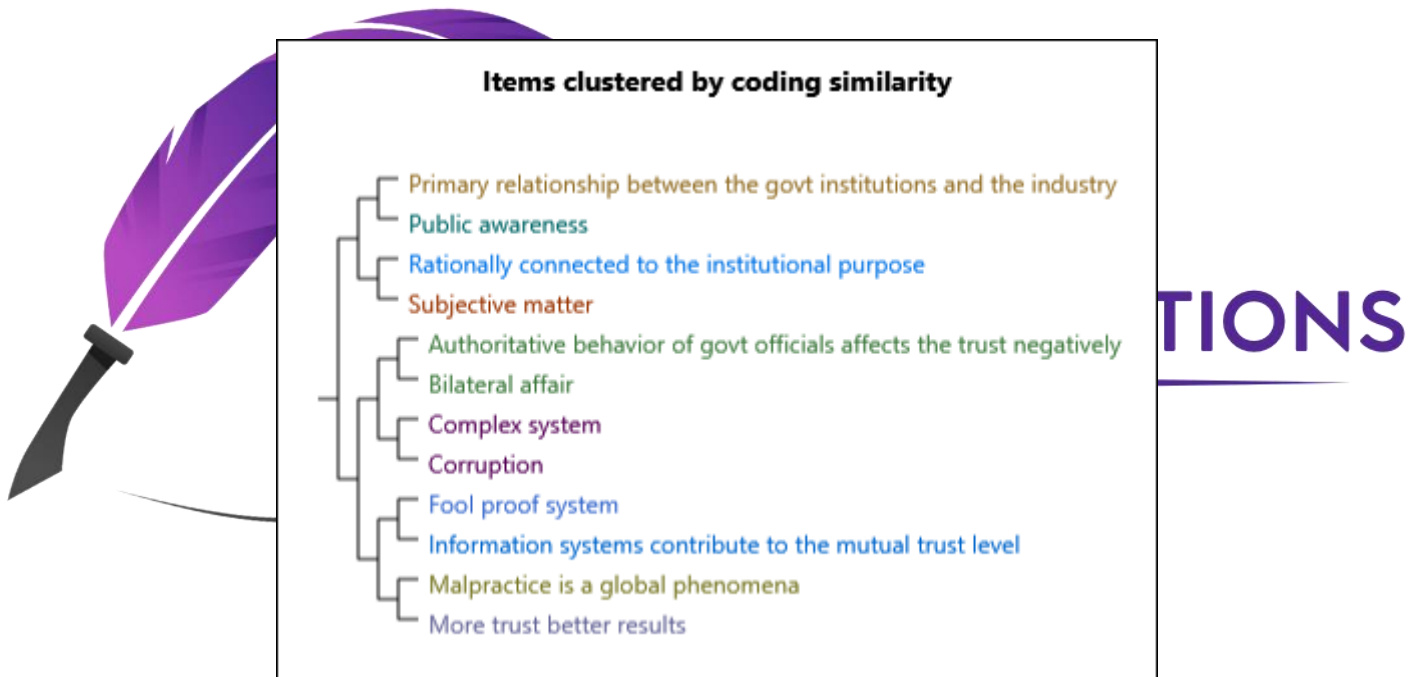 Items clustered by coding similarity
Primary relationship between the govt institutions and the industry
Public awareness
Rationally connected to the institutional purpose
Subjective matter
TIONS
Authoritative behavior of govt officials affects the trust negatively
Bilateral affair
Complex system
Corruption
Fool proof system
Information systems contribute to the mutual trust level
Malpractice is a global phenomena
More trust better results